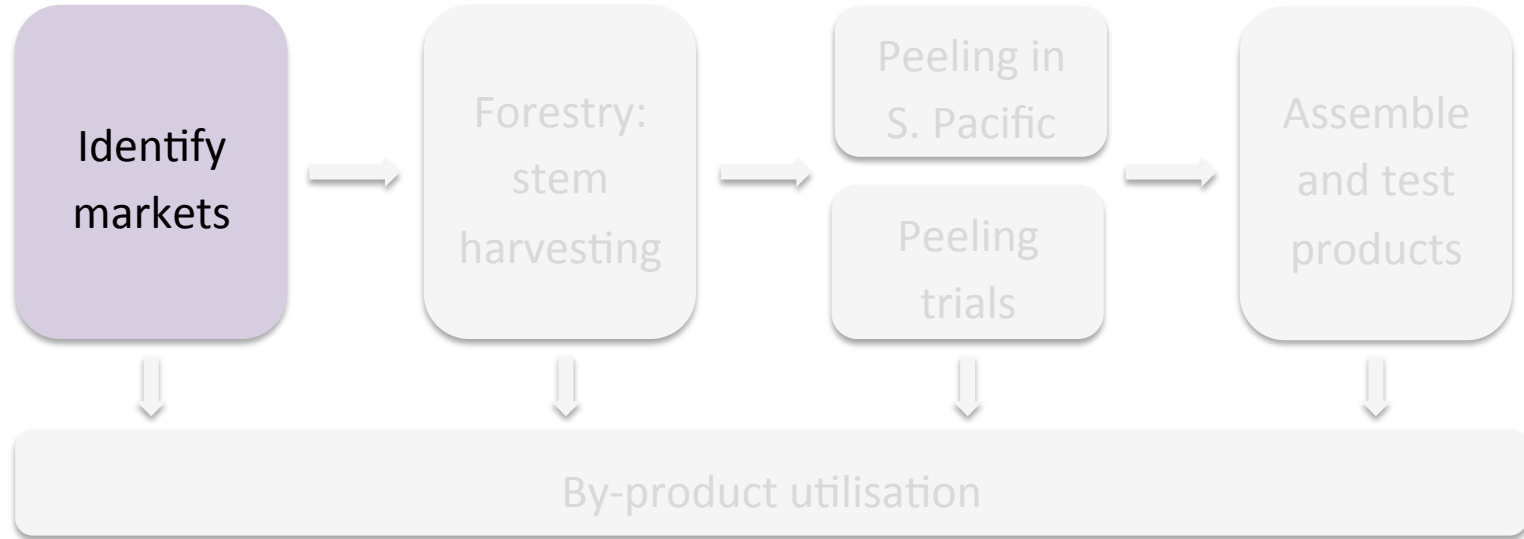 Identify
markets
Forestry:
stem
harvesting
Peeling in
S. Pacific
Peeling
trials
Assemble
and test
products
By-product utilisation